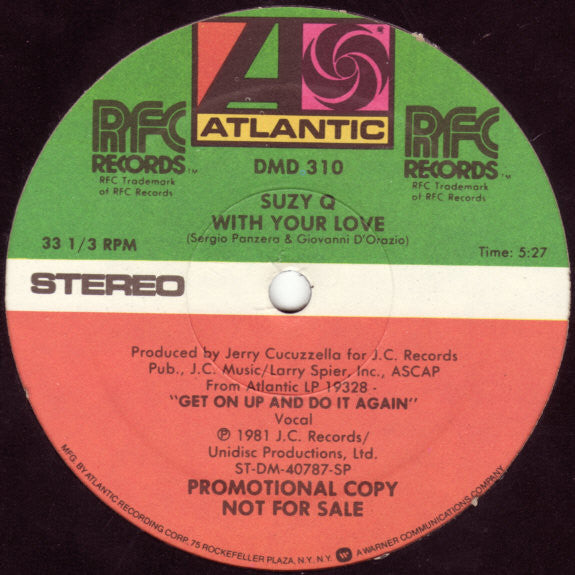 ATLANTIC
RFC
RECORDS™
RFC Trademark
of RFC Records
RFC
RECORDS™
RFC Trademark
of RFC Records
DMD 310
SUZY Q
WITH YOUR LOVE
(Sergio Panzera & Giovanni D'Orazio)
33 1/3 RPM
Time: 5:27
STEREO
Produced by Jerry Cucuzzella for J.C. Records
Pub., J.C. Music/Larry Spier, Inc., ASCAP
From Atlantic LP 19328 -
"GET ON UP AND DO IT AGAIN"
Vocal
℗ 1981 J.C. Records/
Unidisc Productions, Ltd.
ST-DM-40787-SP
PROMOTIONAL COPY
NOT FOR SALE
MFG. BY ATLANTIC RECORDING CORP., 75 ROCKEFELLER PLAZA, N.Y. N.Y. A WARNER COMMUNICATIONS COMPANY